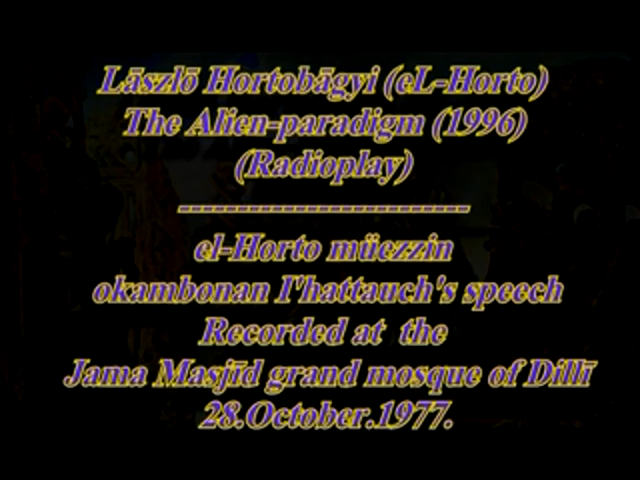 Lāszlō Hortobāgyi (eL-Horto)
The Alien-paradigm (1996)
(Radioplay)
--------------------------
el-Horto müezzin
okambonan I'hattauch's speech
Recorded at the
Jama Masjīd grand mosque of Dillī
28.October.1977.